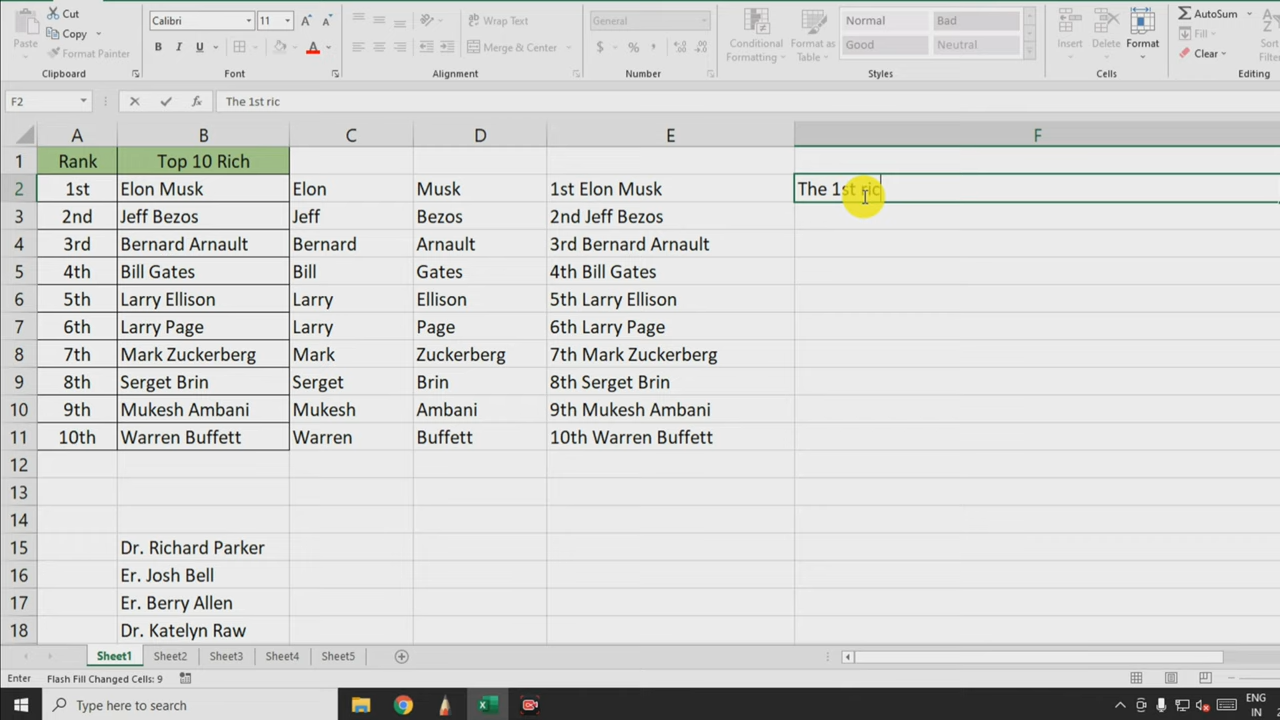 Cut
Copy
Format Painter
Paste
Clipboard
Calibri
11
B I U
Font
Wrap Text
Merge & Center
Alignment
General
$ %
Number
Conditional
Formatting
Format as
Table
Normal
Bad
Good
Neutral
Styles
Insert
Delete
Format
Cells
AutoSum
Fill
Clear
Editing
F2
The 1st ric
A B C D E F
1 Rank Top 10 Rich
2 1st Elon Musk Elon Musk 1st Elon Musk The 1st ric
3 2nd Jeff Bezos Jeff Bezos 2nd Jeff Bezos
4 3rd Bernard Arnault Bernard Arnault 3rd Bernard Arnault
5 4th Bill Gates Bill Gates 4th Bill Gates
6 5th Larry Ellison Larry Ellison 5th Larry Ellison
7 6th Larry Page Larry Page 6th Larry Page
8 7th Mark Zuckerberg Mark Zuckerberg 7th Mark Zuckerberg
9 8th Serget Brin Serget Brin 8th Serget Brin
10 9th Mukesh Ambani Mukesh Ambani 9th Mukesh Ambani
11 10th Warren Buffett Warren Buffett 10th Warren Buffett
12
13
14
15 Dr. Richard Parker
16 Er. Josh Bell
17 Er. Berry Allen
18 Dr. Katelyn Raw
Sheet1 Sheet2 Sheet3 Sheet4 Sheet5
Enter Flash Fill Changed Cells: 9
Type here to search
ENG
IN